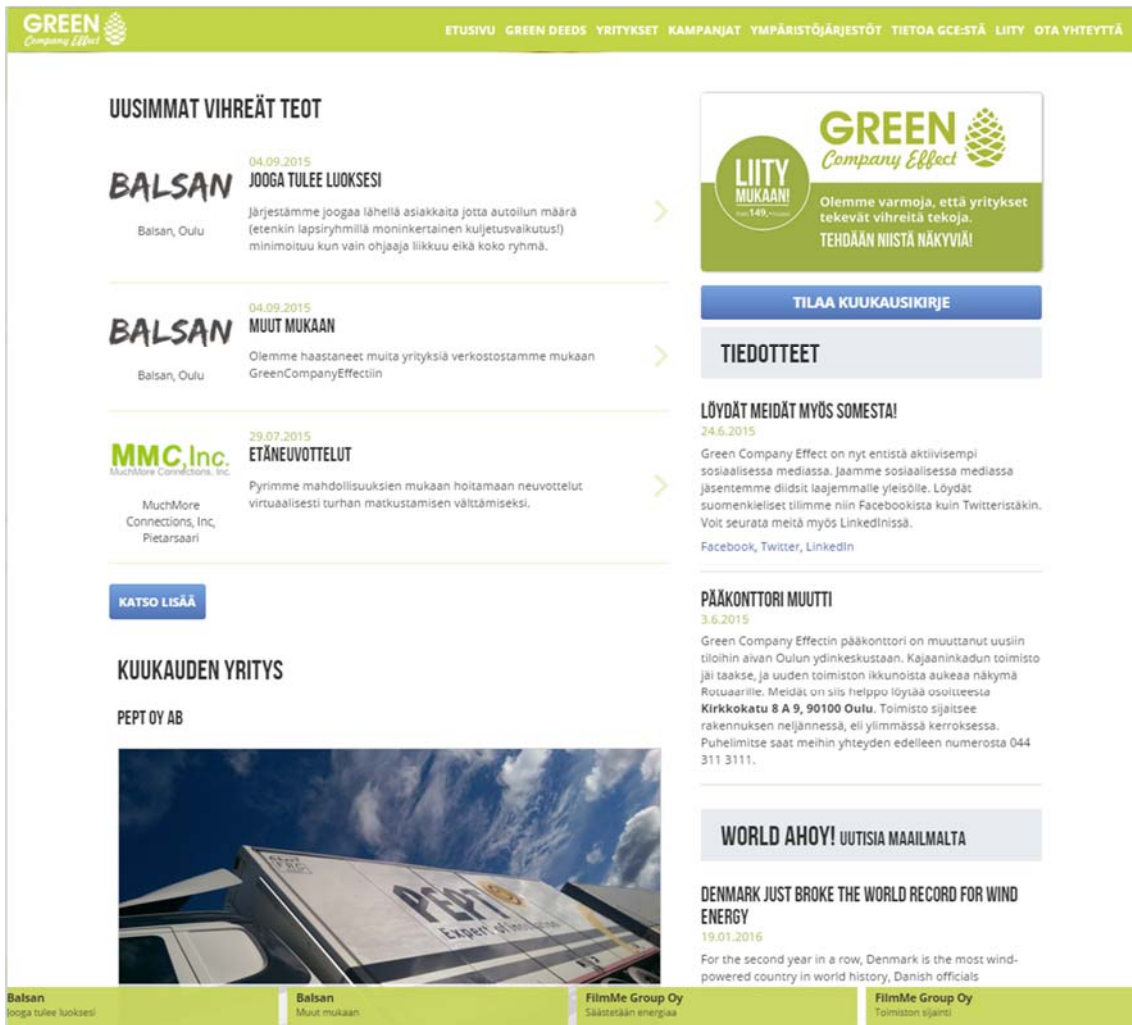 GREEN
Company Effect
ETUSIVU GREEN DEEDS YRITYKSET KAMPANJAT YMPÄRISTÖJÄRJESTÖT TIETOA GCE:STÄ LIITY OTA YHTEYTTÄ
UUSIMMAT VIHREÄT TEOT
BALSAN
Balsan, Oulu
04.09.2015
JOOGA TULEE LUOKSESI
Järjestämme joogaa lähellä asiakkaita jotta autoilun määrä
(etenkin lapsiryhmillä moninkertainen kuljetusvaikutus!)
minimoituu kun vain ohjaaja liikkuu eikä koko ryhmä.
BALSAN
Balsan, Oulu
04.09.2015
MUUT MUKAAN
Olemme haastaneet muita yrityksiä verkostostamme mukaan
GreenCompanyEffectiin
MMC,Inc.
MuchMore Connections, Inc.
MuchMore
Connections, Inc,
Pietarsaari
29.07.2015
ETÄNEUVOTTELUT
Pyrimme mahdollisuuksien mukaan hoitamaan neuvottelut
virtuaalisesti turhan matkustamisen välttämiseksi.
KATSO LISÄÄ
KUUKAUDEN YRITYS
PEPT OY AB
PEPT
Expert of In
GREEN
Company Effect
LIITY
MUKAAN!
149,-
Olemme varmoja, että yritykset
tekevät vihreitä tekoja.
TEHDÄÄN NIISTÄ NÄKYVIÄ!
TILAA KUUKAUSIKIRJE
TIEDOTTEET
LÖYDÄT MEIDÄT MYÖS SOMESTA!
24.6.2015
Green Company Effect on nyt entistä aktiivisempi
sosiaalisessa mediassa. Jaamme sosiaalisessa mediassa
jäsentemme diidsit laajemmalle yleisölle. Löydät
suomenkieliset tilimme niin Facebookista kuin Twitteristäkin.
Voit seurata meitä myös LinkedInissä.
Facebook, Twitter, LinkedIn
PÄÄKONTTORI MUUTTI
3.6.2015
Green Company Effectin pääkonttori on muuttanut uusiin
tiloihin aivan Oulun ydinkeskustaan. Kajaaninkadun toimisto
jäi taakse, ja uuden toimiston ikkunoista aukeaa näkymä
Rotuaarille. Meidät on siis helppo löytää osoitteesta
Kirkkokatu 8 A 9, 90100 Oulu. Toimisto sijaitsee
rakennuksen neljännessä, eli ylimmässä kerroksessa.
Puhelimitse saat meihin yhteyden edelleen numerosta 044
311 3111.
WORLD AHOY! UUTISIA MAAILMALTA
DENMARK JUST BROKE THE WORLD RECORD FOR WIND
ENERGY
19.01.2016
For the second year in a row, Denmark is the most wind-
powered country in world history, Danish officials
Balsan
Jooga tulee luoksesi
Balsan
Muut mukaan
FilmMe Group Oy
Säästetään energiaa
FilmMe Group Oy
Toimiston sijainti